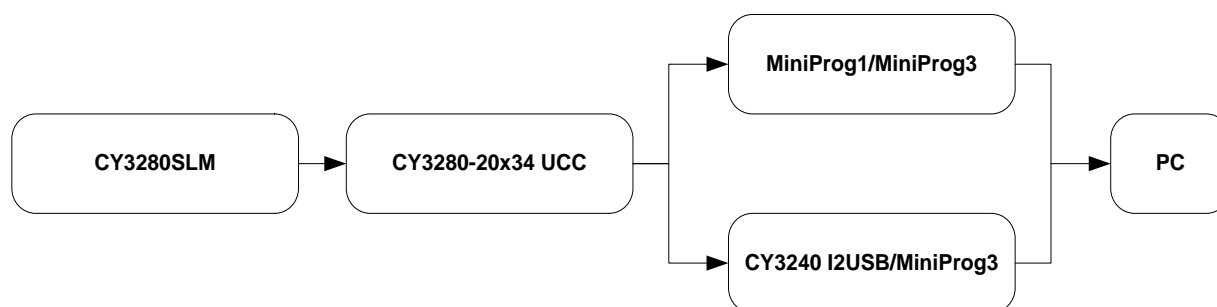 CY3280SLM
CY3280-20x34 UCC
MiniProg1/MiniProg3
CY3240 I2USB/MiniProg3
PC